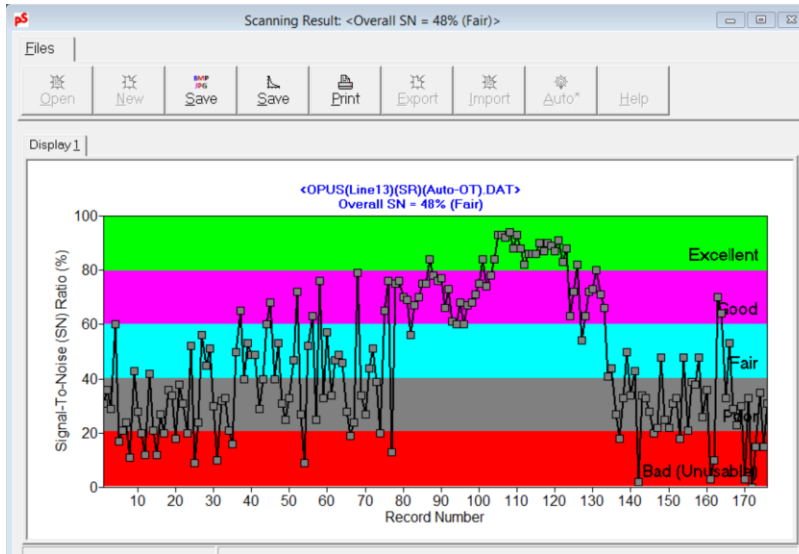 pS Scanning Result: <Overall SN = 48% (Fair)>
Files
Open New BMP JPG Save Save Print Export Import Auto* Help
Display 1
<OPUS(Line13)(SR)(Auto-OT).DAT>
Overall SN = 48% (Fair)
Signal-To-Noise (SN) Ratio (%)
100
80
60
40
20
0
Excellent
Good
Fair
Poor
Bad (Unusable)
10 20 30 40 50 60 70 80 90 100 110 120 130 140 150 160 170
Record Number